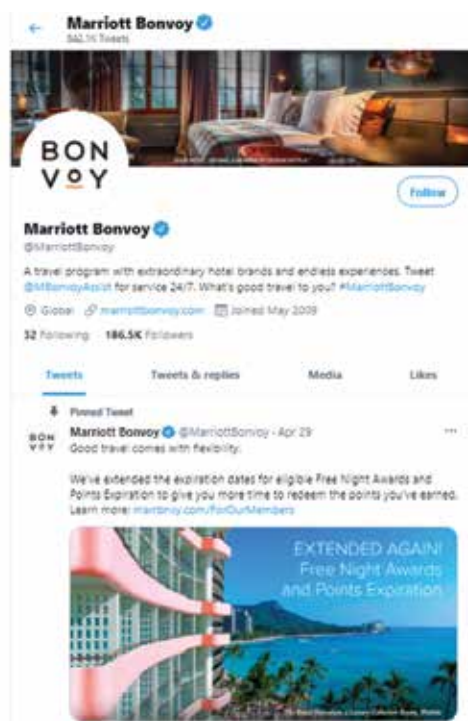 Marriott Bonvoy
Tweets
BON
VOY
Follow
Marriott Bonvoy
@MarriottBonvoy
A travel program with extraordinary hotel brands and endless experiences. Tweet
@MBonvoyAssist for service 24/7. What's good travel to you? #MarriottBonvoy
Global marriottbonvoy.com Joined May 2009
32 Following 186.5K Followers
Tweets Tweets & replies Media Likes
Pinned Tweet
BON
VOY
Marriott Bonvoy @MarriottBonvoy · Apr 29
Good travel comes with flexibility.
We've extended the expiration dates for eligible Free Night Awards and
Points Expiration to give you more time to redeem the points you've earned.
Learn more: /ForOurMembers
EXTENDED AGAIN!
Free Night Awards
and Points Expiration